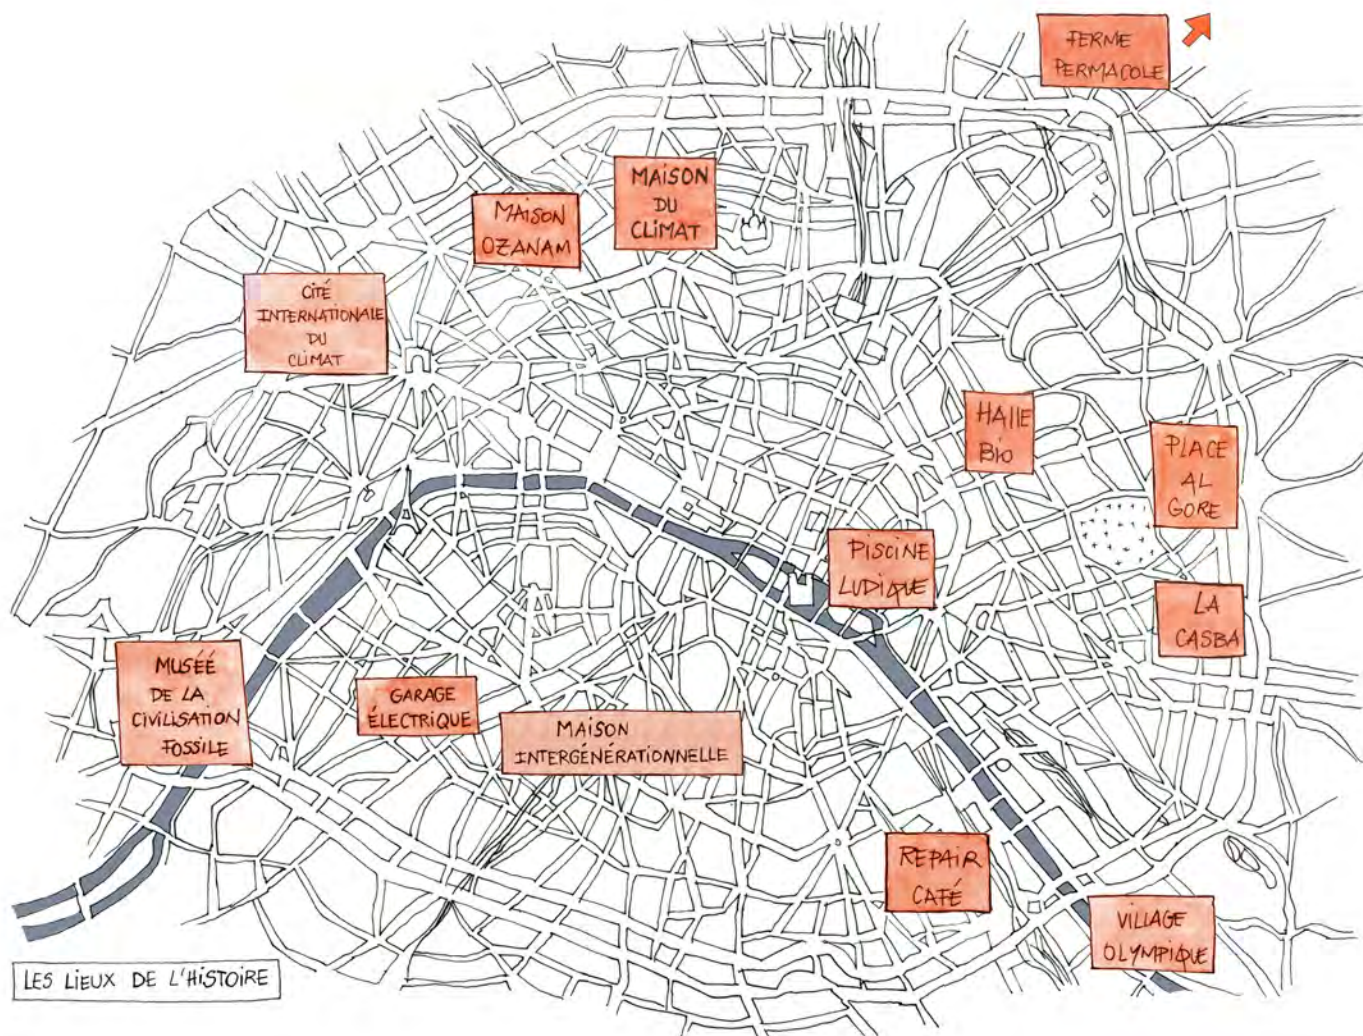 FERME
PERMACOLE
MAISON
DU
CLIMAT
MAISON
OZANAM
CITÉ
INTERNATIONALE
DU
CLIMAT
HALLE
BIO
PLACE
AL
GORE
PISCINE
LUDIQUE
LA
CASBA
MUSÉÉ
DE LA
CIVILISATION
FOSSILE
GARAGE
ÉLECTRIQUE
MAISON
INTERGÉNÉRATIONNELLE
REPAIR
CAFÉ
VILLAGE
OLYMPIQUE
LES LIEUX DE L'HISTOIRE